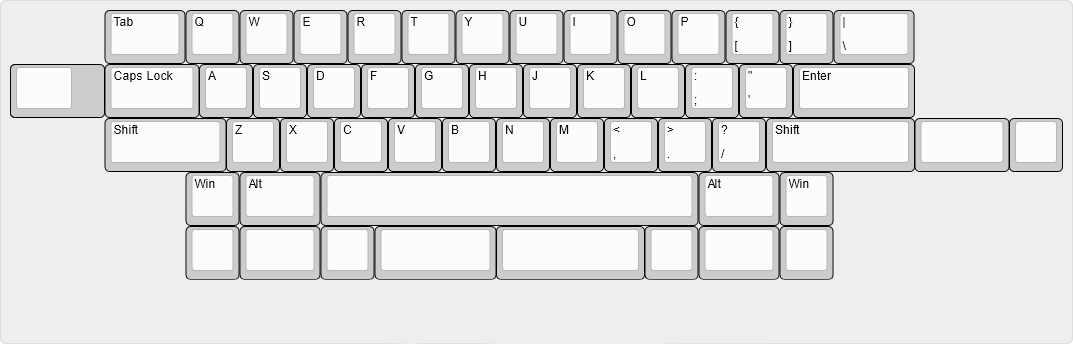 Tab Q W E R T Y U I O P { } |
[ ] \
Caps Lock A S D F G H J K L : " Enter
; '
Shift Z X C V B N M < > ? Shift
, . /
Win Alt Alt Win